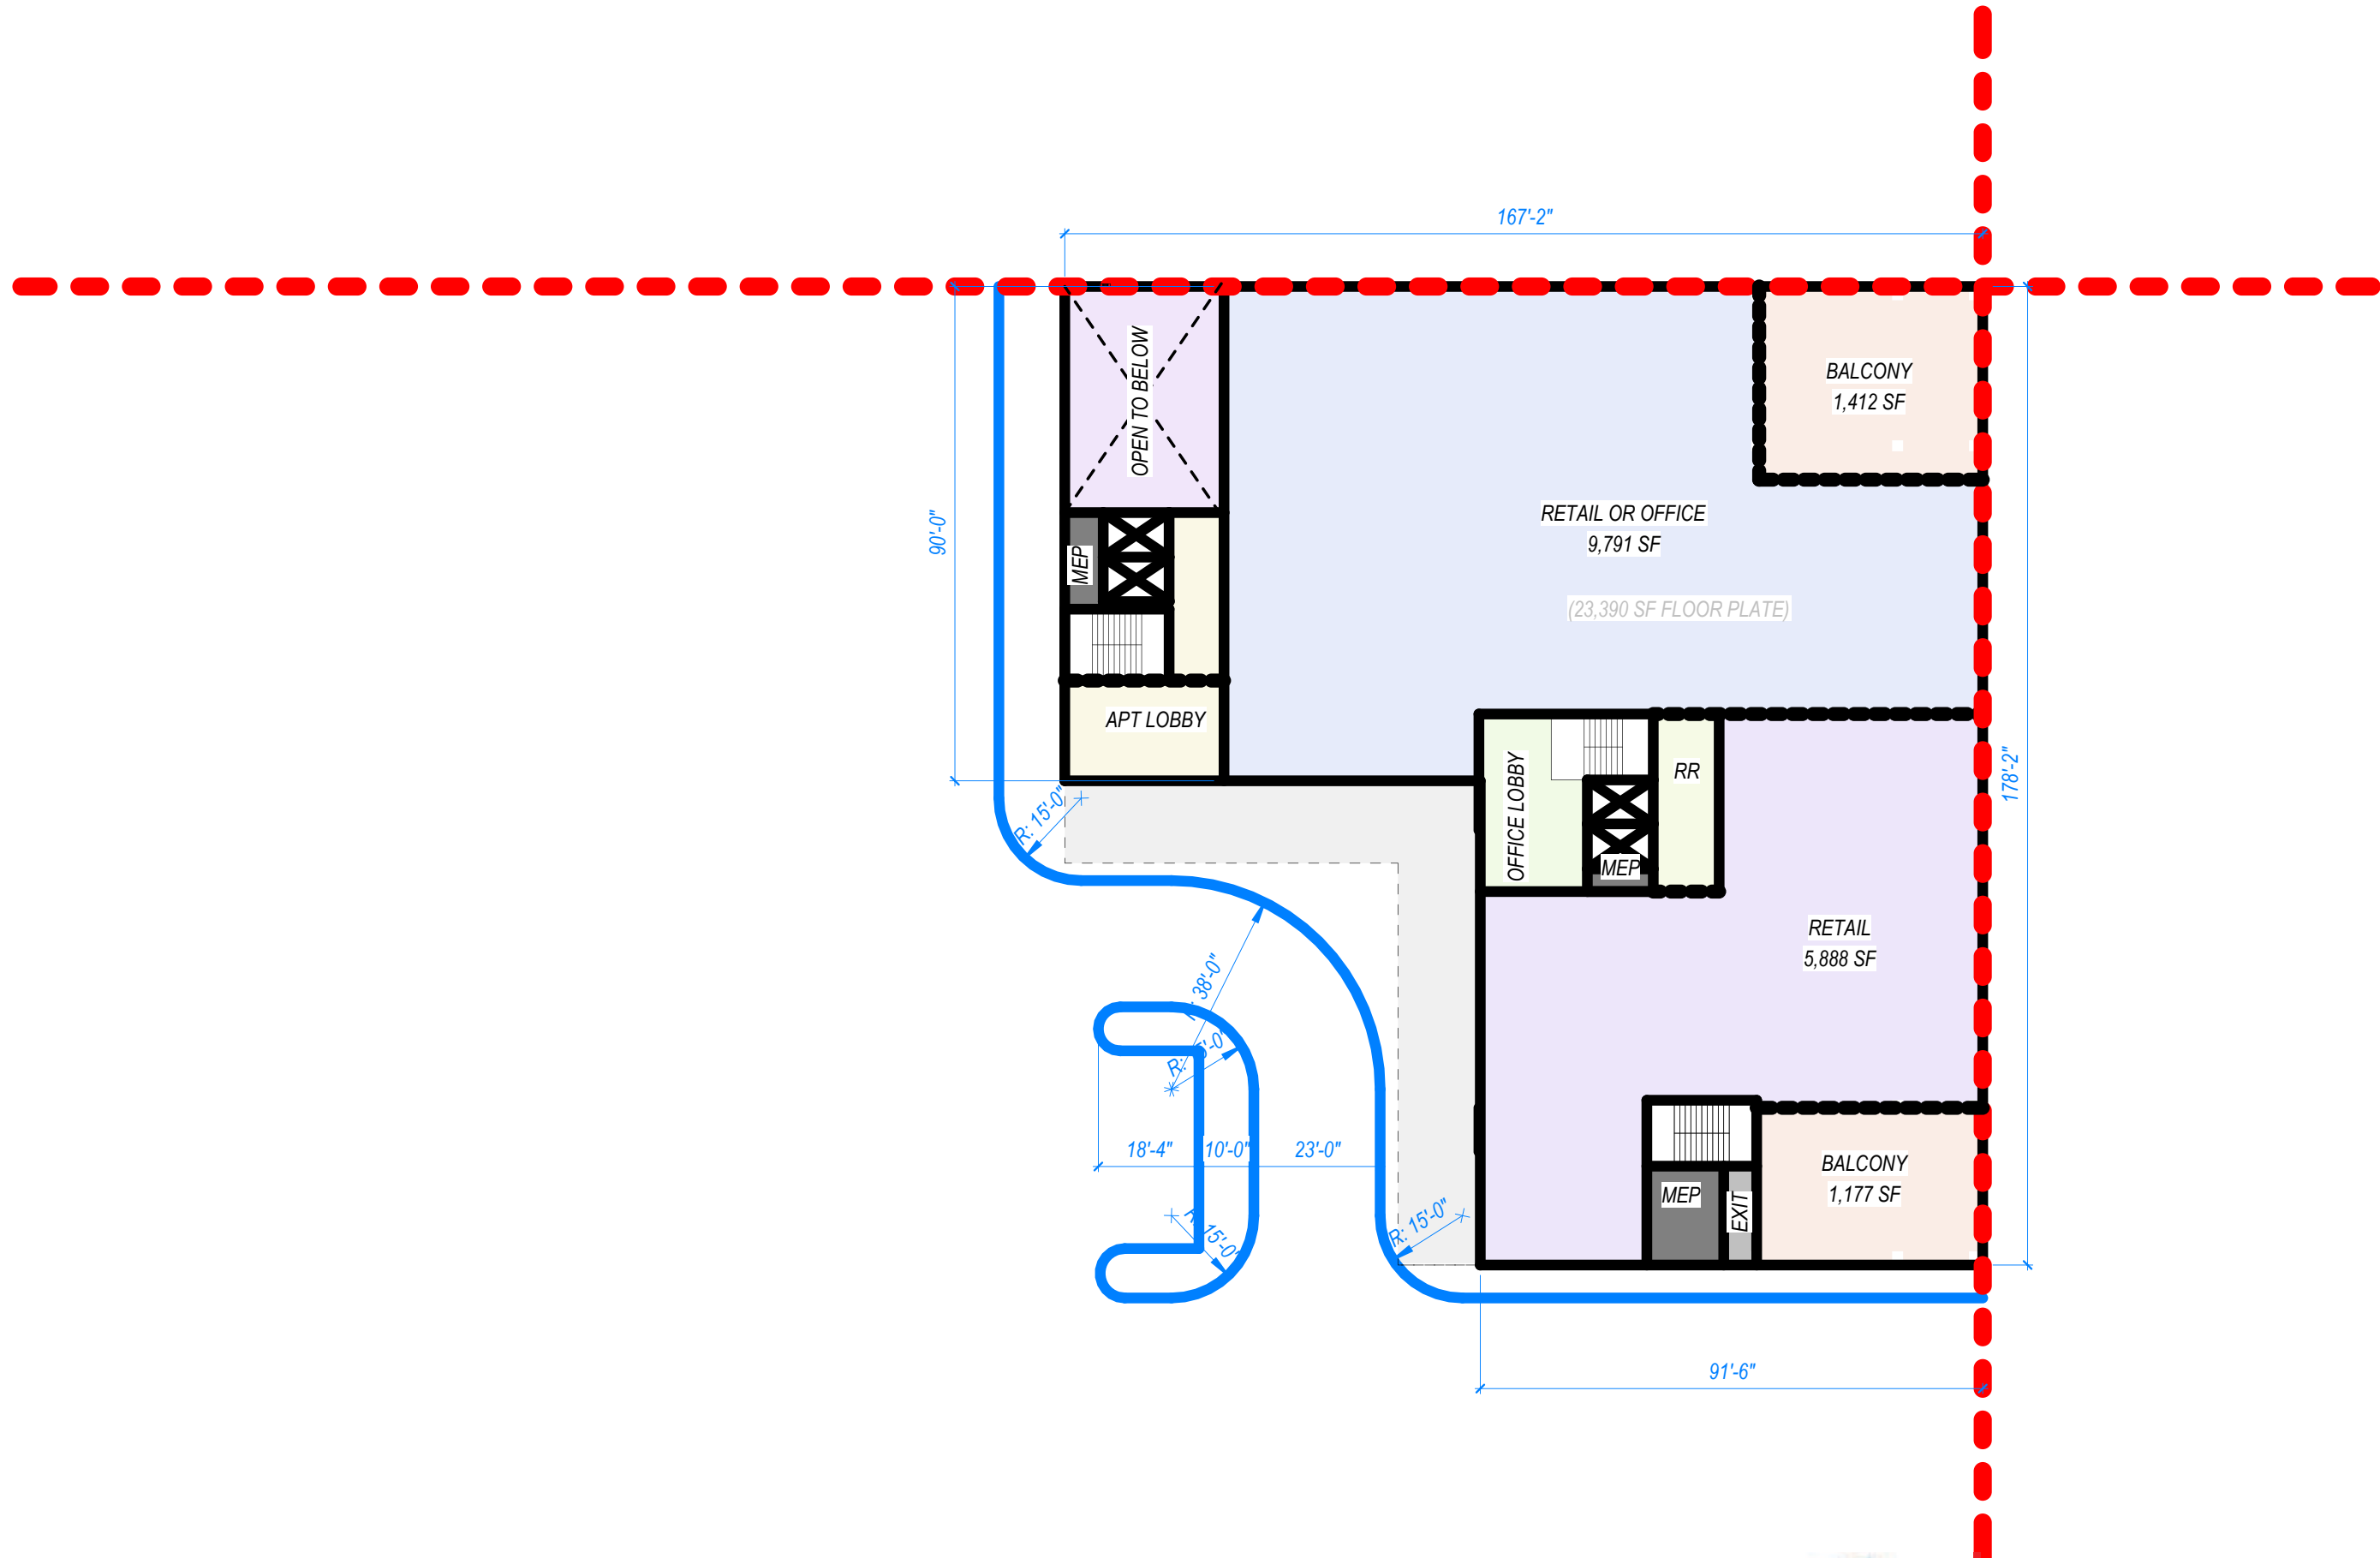 167'-2"
OPEN TO BELOW
BALCONY
1,412 SF
90'-0"
RETAIL OR OFFICE
9,791 SF
(23,390 SF FLOOR PLATE)
MEP
APT LOBBY
178'-2"
R: 15'-0"
OFFICE LOBBY
RR
MEP
RETAIL
5,888 SF
38'-0"
R:
18'-4"
10'-0"
23'-0"
BALCONY
1,177 SF
MEP
EXIT
R: 15'-0"
15'-0"
91'-6"